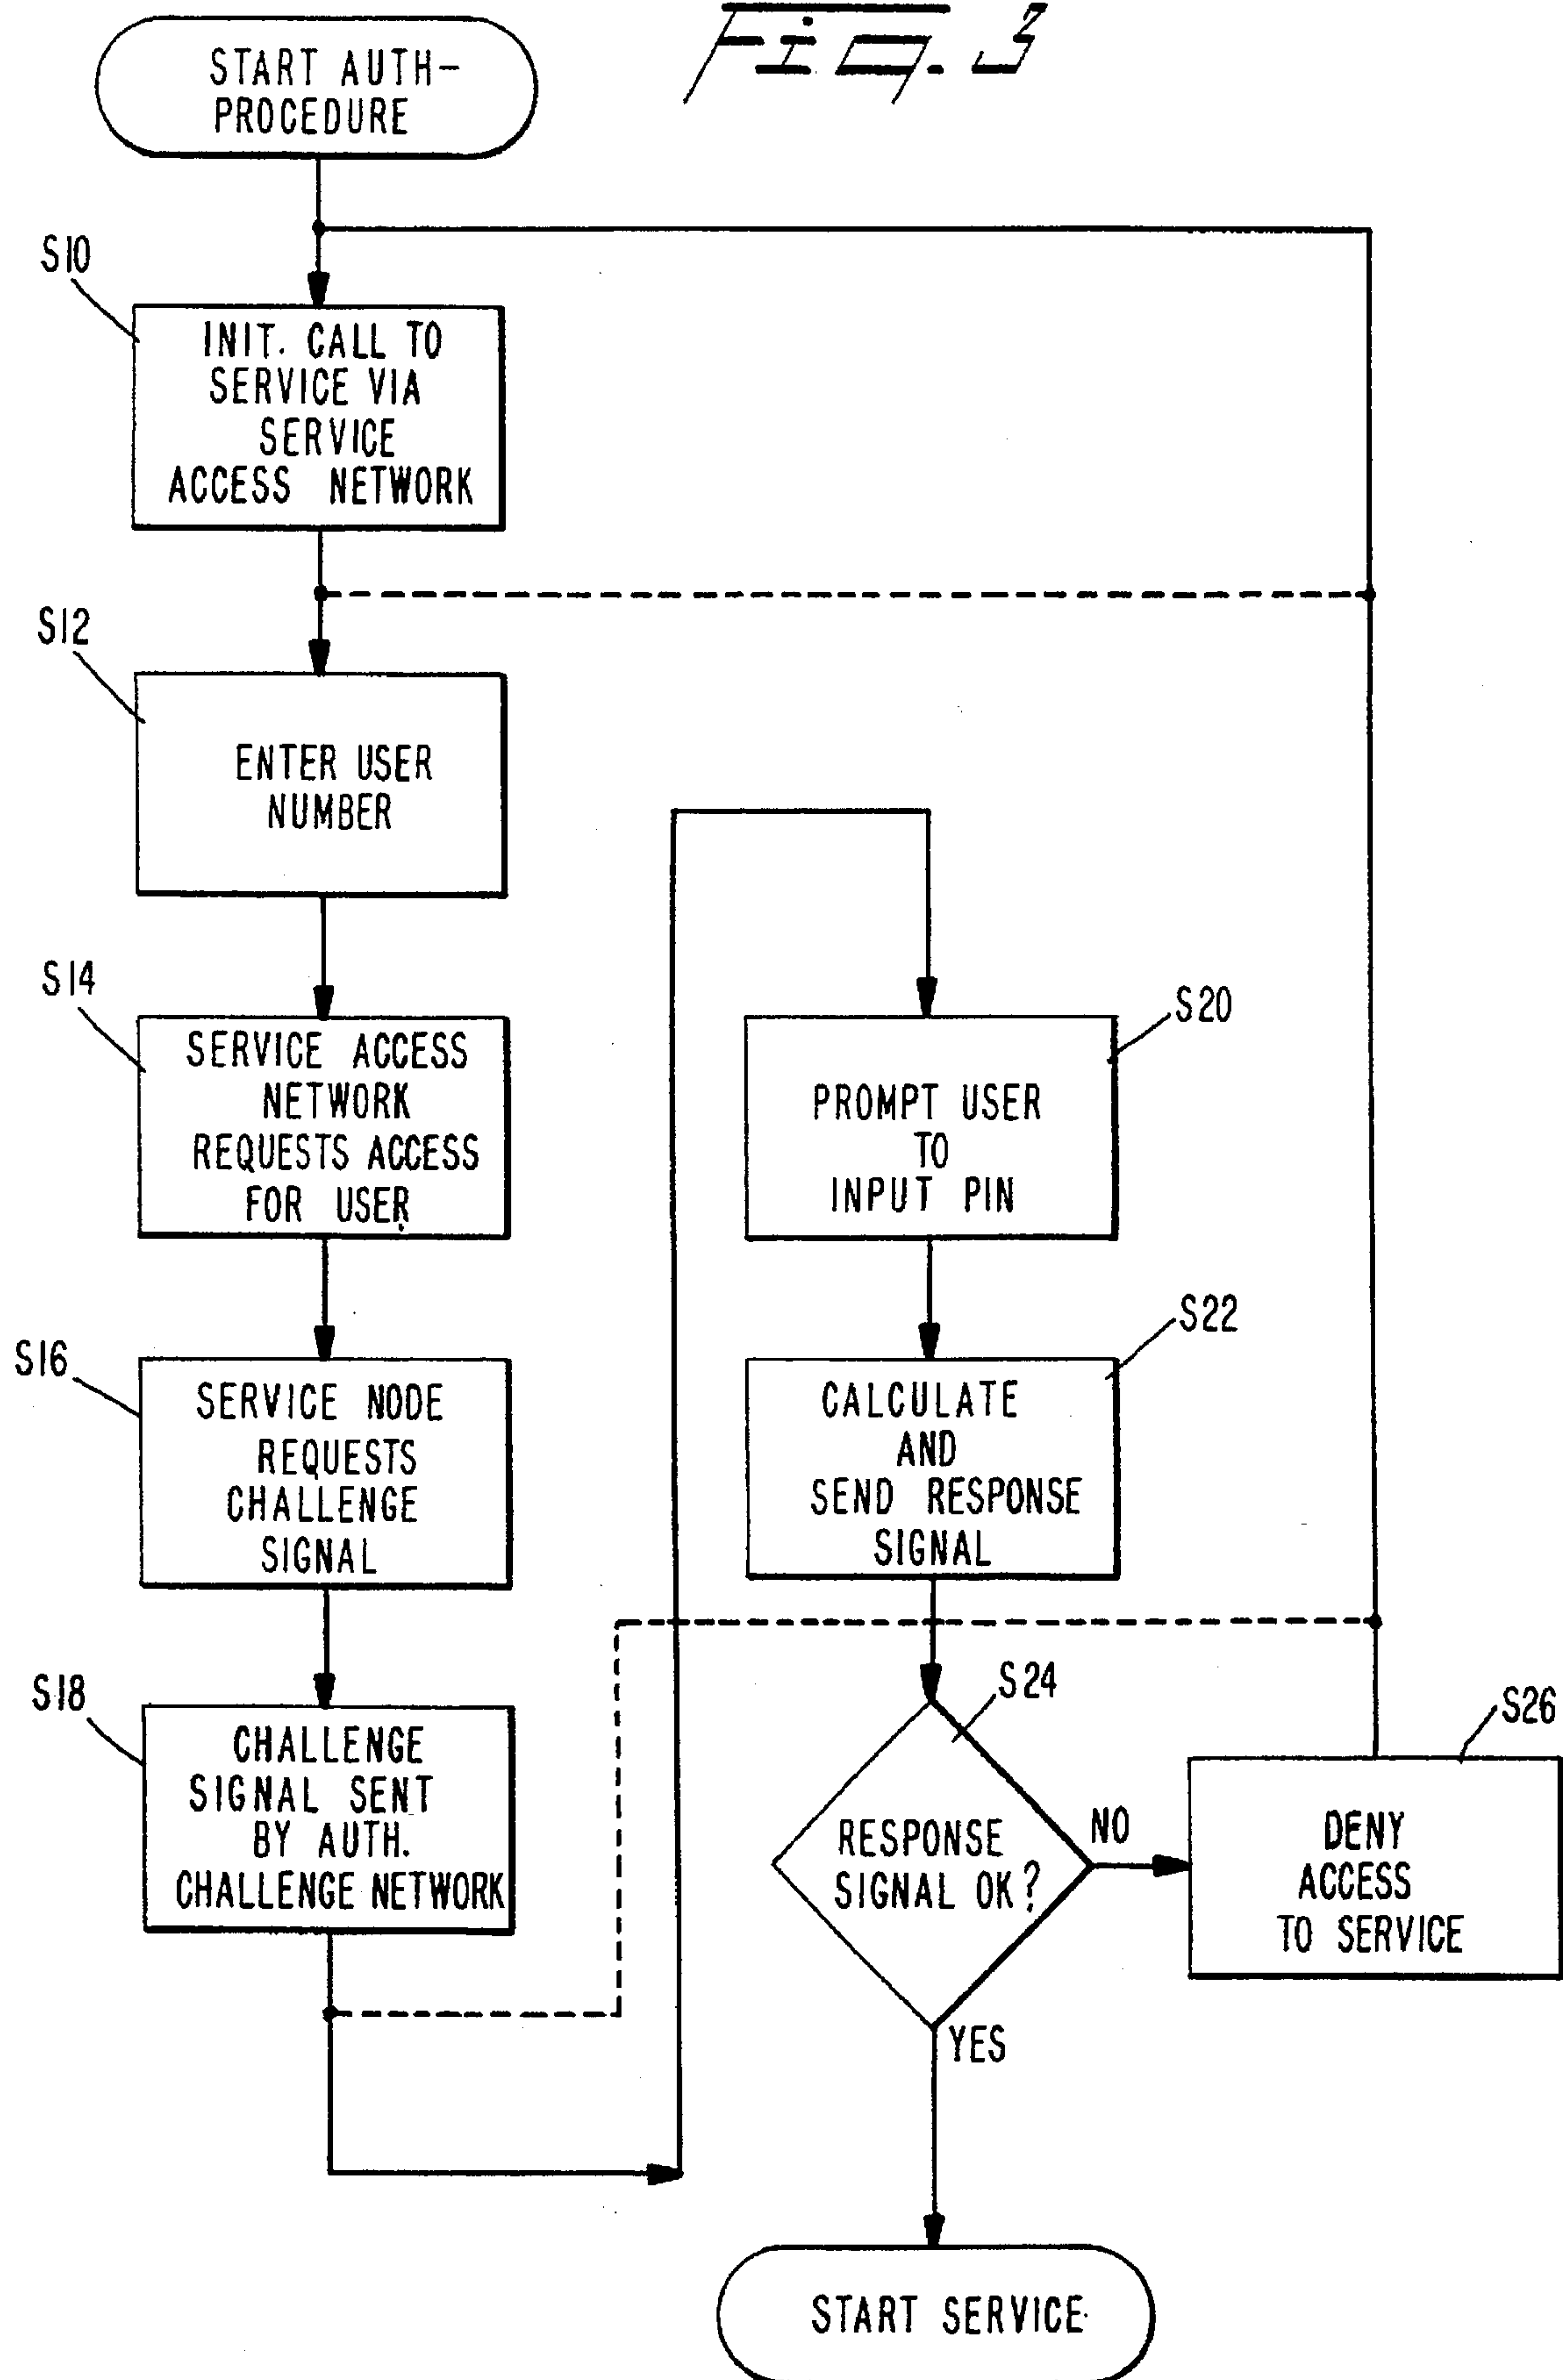 Fig. 3
START AUTH-
PROCEDURE
S10
INIT. CALL TO
SERVICE VIA
SERVICE
ACCESS NETWORK
S12
ENTER USER
NUMBER
S14
SERVICE ACCESS
NETWORK
REQUESTS ACCESS
FOR USER
S16
SERVICE NODE
REQUESTS
CHALLENGE
SIGNAL
S18
CHALLENGE
SIGNAL SENT
BY AUTH.
CHALLENGE NETWORK
S20
PROMPT USER
TO
INPUT PIN
S22
CALCULATE
AND
SEND RESPONSE
SIGNAL
S24
RESPONSE
SIGNAL OK?
NO
S26
DENY
ACCESS
TO SERVICE
YES
START SERVICE